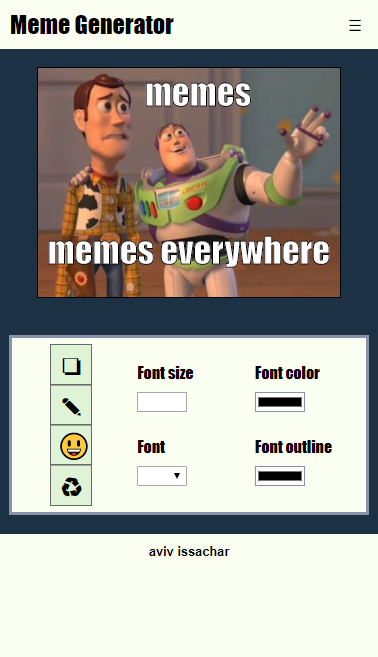 Meme Generator
memes
memes everywhere
Font size
Font color
Font
Font outline
aviv issachar